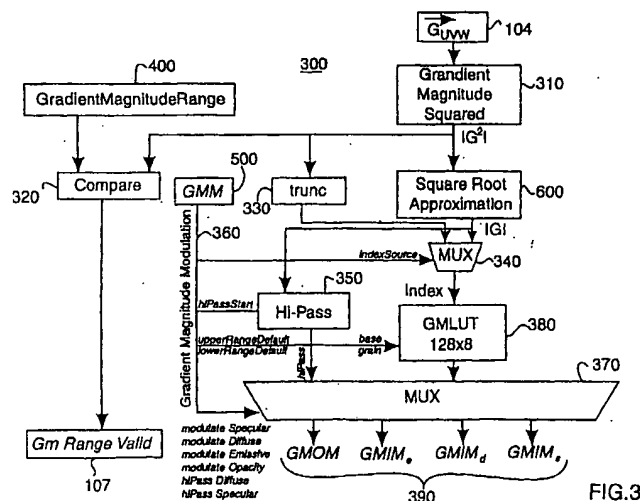 G UVW
104
400
300
GradientMagnitudeRange
Grandient
Magnitude
Squared
310
|G²|
320
Compare
GMM
500
330
trunc
Square Root
Approximation
600
|G|
360
Gradient Magnitude Modulation
IndexSource
MUX
340
350
Index
hiPassStart
Hi-Pass
GMLUT
128x8
380
upperRangeDefault
lowerRangeDefault
base
grain
hiPass
370
MUX
modulate Specular
modulate Diffuse
modulate Emissive
modulate Opacity
hiPass Diffuse
hiPass Specular
GMOM
GMIMe
GMIMd
GMIMs
Gm Range Valid
107
390
FIG.3